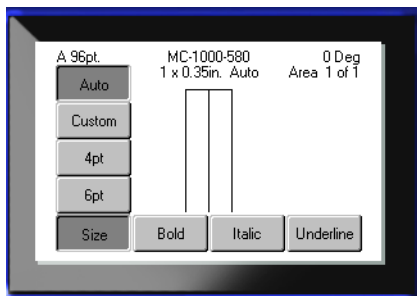 A 96pt. MC-1000-580 0 Deg
1 x 0.35in. Auto Area 1 of 1
Auto
Custom
4pt
6pt
Size Bold Italic Underline